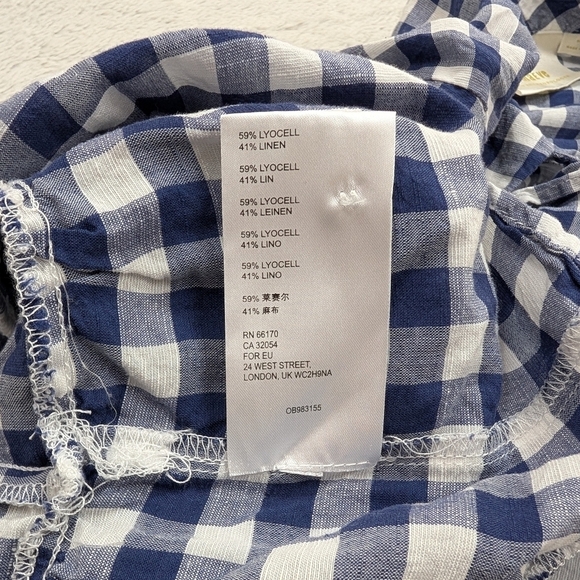 59% LYOCELL
41% LINEN
59% LYOCELL
41% LIN
59% LYOCELL
41% LEINEN
59% LYOCELL
41% LINO
59% LYOCELL
41% LINO
59% 莱赛尔
41% 麻布
RN 66170
CA 32054
FOR EU
24 WEST STREET,
LONDON, UK WC2H9NA
OB983155